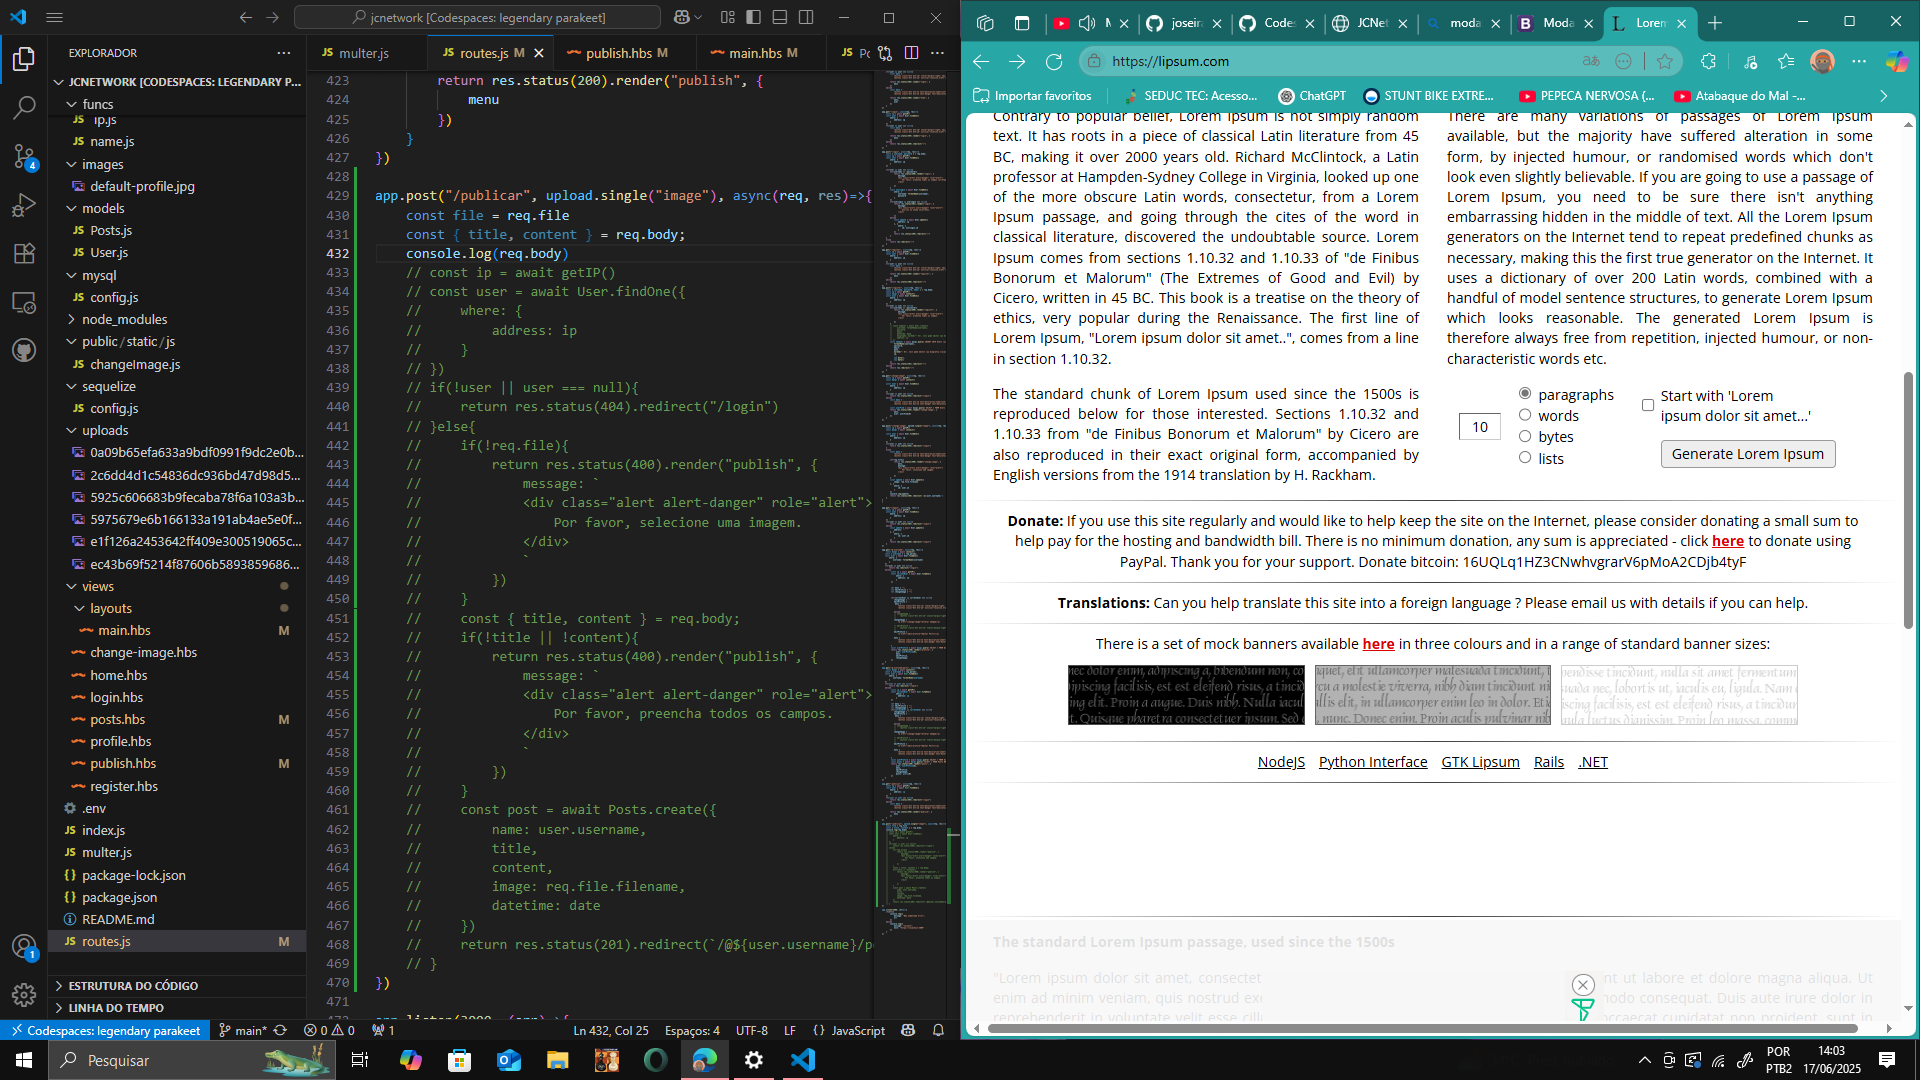 jcnetwork [Codespaces: legendary parakeet]
EXPLORADOR
JCNETWORK [CODESPACES: LEGENDARY P...
funcs
ip.js
name.js
images
default-profile.jpg
models
Posts.js
User.js
mysql
config.js
node_modules
public/static/js
changeImage.js
sequelize
config.js
uploads
0a09b65efa633a9bdf0991f9dc2e0b...
2c6dd4d1c54836dc936bd47d98d5...
5925c606683b9fecaba78f6a103a3b...
5975679e6b166133a191ab4ae5e0f...
e1f126a2453642ff409e300519065c...
ec43b69f5214f87606b5893859686...
views
layouts
main.hbs M
change-image.hbs
home.hbs
login.hbs
posts.hbs M
profile.hbs
publish.hbs M
register.hbs
.env
index.js
multer.js
package-lock.json
package.json
README.md
routes.js M
ESTRUTURA DO CÓDIGO
LINHA DO TEMPO
4
1
multer.js routes.js M publish.hbs M main.hbs M
423 return res.status(200).render("publish", {
424 menu
425 })
426 }
427 })
428
429 app.post("/publicar", upload.single("image"), async(req, res)=>{
430 const file = req.file
431 const { title, content } = req.body;
432 console.log(req.body)
433 // const ip = await getIP()
434 // const user = await User.findOne({
435 // where: {
436 // address: ip
437 // }
438 // })
439 // if(!user || user === null){
440 // return res.status(404).redirect("/login")
441 // }else{
442 // if(!req.file){
443 // return res.status(400).render("publish", {
444 // message: `
445 // <div class="alert alert-danger" role="alert">
446 // Por favor, selecione uma imagem.
447 // </div>
448 // `
449 // })
450 // }
451 // const { title, content } = req.body;
452 // if(!title || !content){
453 // return res.status(400).render("publish", {
454 // message: `
455 // <div class="alert alert-danger" role="alert">
456 // Por favor, preencha todos os campos.
457 // </div>
458 // `
459 // })
460 // }
461 // const post = await Posts.create({
462 // name: user.username,
463 // title,
464 // content,
465 // image: req.file.filename,
466 // datetime: date
467 // })
468 // return res.status(201).redirect(`/@${user.username}/p
469 // }
470 })
471
Codespaces: legendary parakeet main* 0 0 1 Ln 432, Col 25 Espaços: 4 UTF-8 LF {} JavaScript
M josein Codes JCNet moda Moda Lorem
https://lipsum.com
Importar favoritos SEDUC TEC: Acesso... ChatGPT STUNT BIKE EXTRE... PEPECA NERVOSA (... Atabaque do Mal -...
Contrary to popular belief, Lorem Ipsum is not simply random
text. It has roots in a piece of classical Latin literature from 45
BC, making it over 2000 years old. Richard McClintock, a Latin
professor at Hampden-Sydney College in Virginia, looked up one
of the more obscure Latin words, consectetur, from a Lorem
Ipsum passage, and going through the cites of the word in
classical literature, discovered the undoubtable source. Lorem
Ipsum comes from sections 1.10.32 and 1.10.33 of "de Finibus
Bonorum et Malorum" (The Extremes of Good and Evil) by
Cicero, written in 45 BC. This book is a treatise on the theory of
ethics, very popular during the Renaissance. The first line of
Lorem Ipsum, "Lorem ipsum dolor sit amet..", comes from a line
in section 1.10.32.
The standard chunk of Lorem Ipsum used since the 1500s is
reproduced below for those interested. Sections 1.10.32 and
1.10.33 from "de Finibus Bonorum et Malorum" by Cicero are
also reproduced in their exact original form, accompanied by
English versions from the 1914 translation by H. Rackham.
There are many variations of passages of Lorem Ipsum
available, but the majority have suffered alteration in some
form, by injected humour, or randomised words which don't
look even slightly believable. If you are going to use a passage of
Lorem Ipsum, you need to be sure there isn't anything
embarrassing hidden in the middle of text. All the Lorem Ipsum
generators on the Internet tend to repeat predefined chunks as
necessary, making this the first true generator on the Internet. It
uses a dictionary of over 200 Latin words, combined with a
handful of model sentence structures, to generate Lorem Ipsum
which looks reasonable. The generated Lorem Ipsum is
therefore always free from repetition, injected humour, or non-
characteristic words etc.
10
paragraphs
words
bytes
lists
Start with 'Lorem
ipsum dolor sit amet...'
Generate Lorem Ipsum
Donate: If you use this site regularly and would like to help keep the site on the Internet, please consider donating a small sum to
help pay for the hosting and bandwidth bill. There is no minimum donation, any sum is appreciated - click here to donate using
PayPal. Thank you for your support. Donate bitcoin: 16UQLq1HZ3CNwhvgrarV6pMoA2CDjb4tyF
Translations: Can you help translate this site into a foreign language ? Please email us with details if you can help.
There is a set of mock banners available here in three colours and in a range of standard banner sizes:
NodeJS Python Interface GTK Lipsum Rails .NET
The standard Lorem Ipsum passage, used since the 1500s
"Lorem ipsum dolor sit amet, consectet nt ut labore et dolore magna aliqua. Ut
enim ad minim veniam, quis nostrud exe modo consequat. Duis aute irure dolor in
Pesquisar
POR
PTB2
14:03
17/06/2025